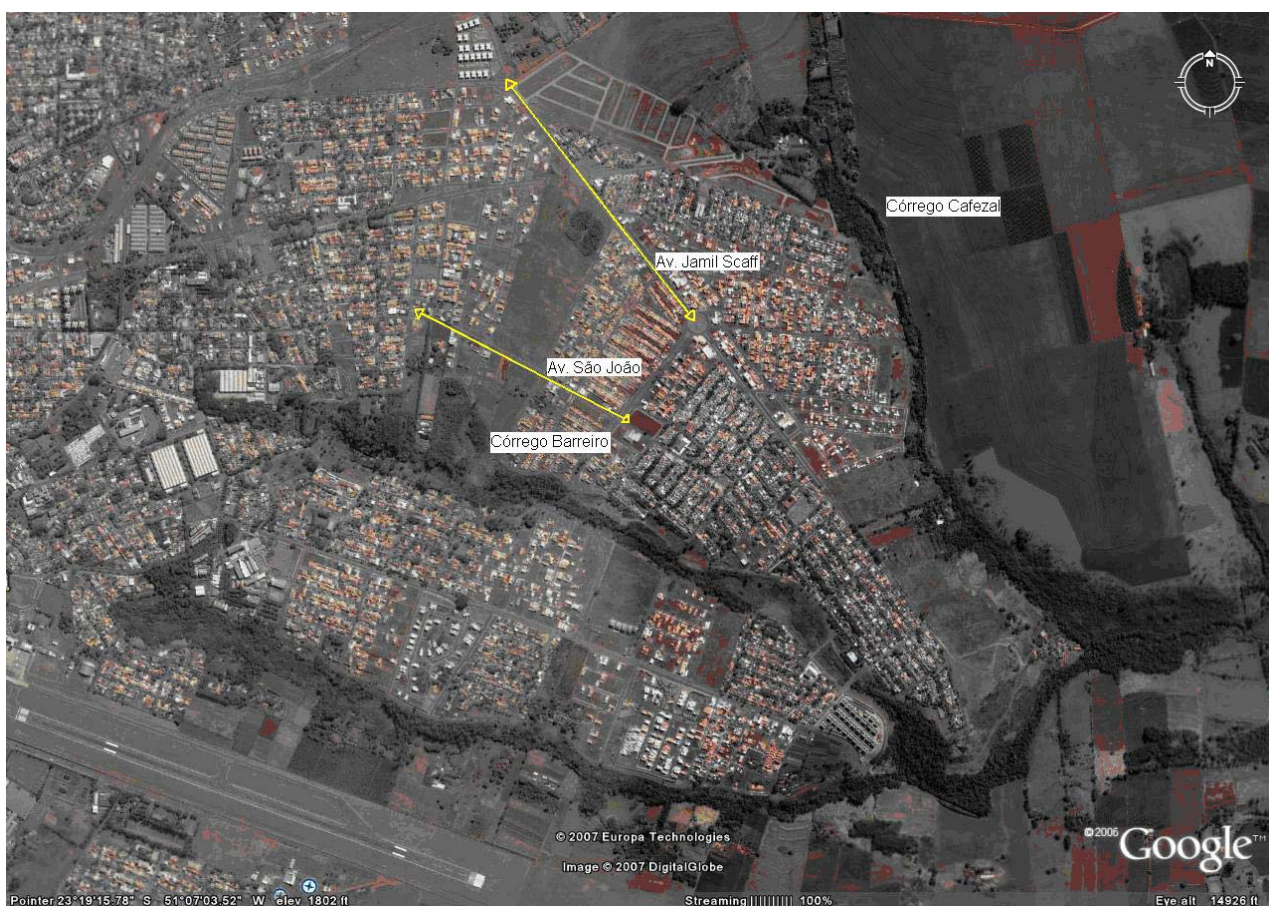 N
Córrego Cafezal
Av. Jamil Scaff
Av. São João
Córrego Barreiro
© 2007 Europa Technologies
Image © 2007 DigitalGlobe
©2006 Google™
Pointer 23°19'15.78" S 51°07'03.52" W elev 1802 ft
Streaming |||||||||| 100%
Eye alt 14926 ft